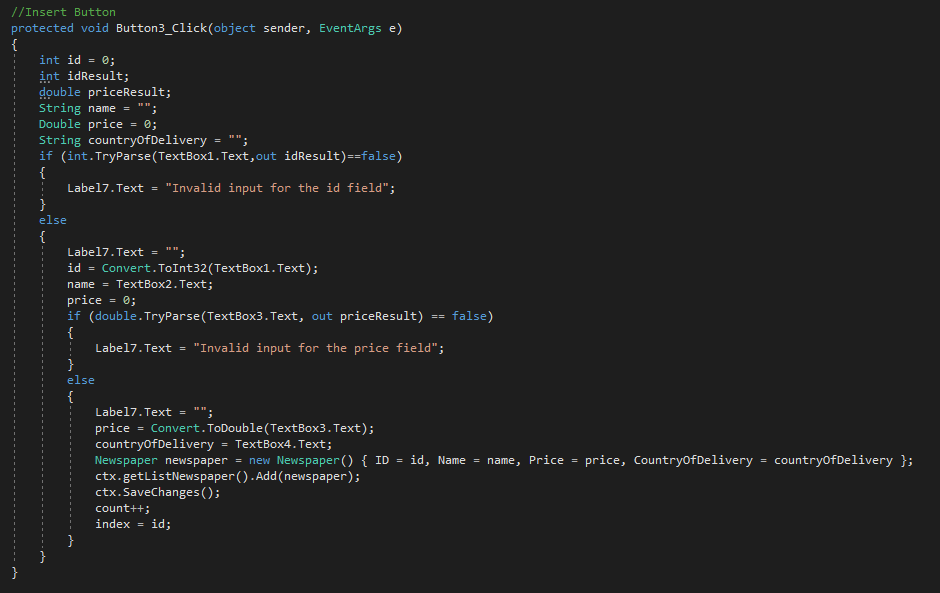 //Insert Button
protected void Button3_Click(object sender, EventArgs e)
{
    int id = 0;
    int idResult;
    double priceResult;
    String name = "";
    Double price = 0;
    String countryOfDelivery = "";
    if (int.TryParse(TextBox1.Text,out idResult)==false)
    {
        Label7.Text = "Invalid input for the id field";
    }
    else
    {
        Label7.Text = "";
        id = Convert.ToInt32(TextBox1.Text);
        name = TextBox2.Text;
        price = 0;
        if (double.TryParse(TextBox3.Text, out priceResult) == false)
        {
            Label7.Text = "Invalid input for the price field";
        }
        else
        {
            Label7.Text = "";
            price = Convert.ToDouble(TextBox3.Text);
            countryOfDelivery = TextBox4.Text;
            Newspaper newspaper = new Newspaper() { ID = id, Name = name, Price = price, CountryOfDelivery = countryOfDelivery };
            ctx.getListNewspaper().Add(newspaper);
            ctx.SaveChanges();
            count++;
            index = id;
        }
    }
}